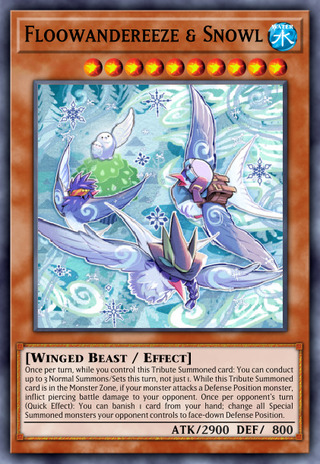 Floowandereeze & Snowl
WATER
水
[Winged Beast / Effect]
Once per turn, while you control this Tribute Summoned card: You can conduct
up to 3 Normal Summons/Sets this turn, not just 1. While this Tribute Summoned
card is in the Monster Zone, if your monster attacks a Defense Position monster,
inflict piercing battle damage to your opponent. Once per opponent's turn
(Quick Effect): You can banish 1 card from your hand; change all Special
Summoned monsters your opponent controls to face-down Defense Position.
ATK/2900 DEF/ 800